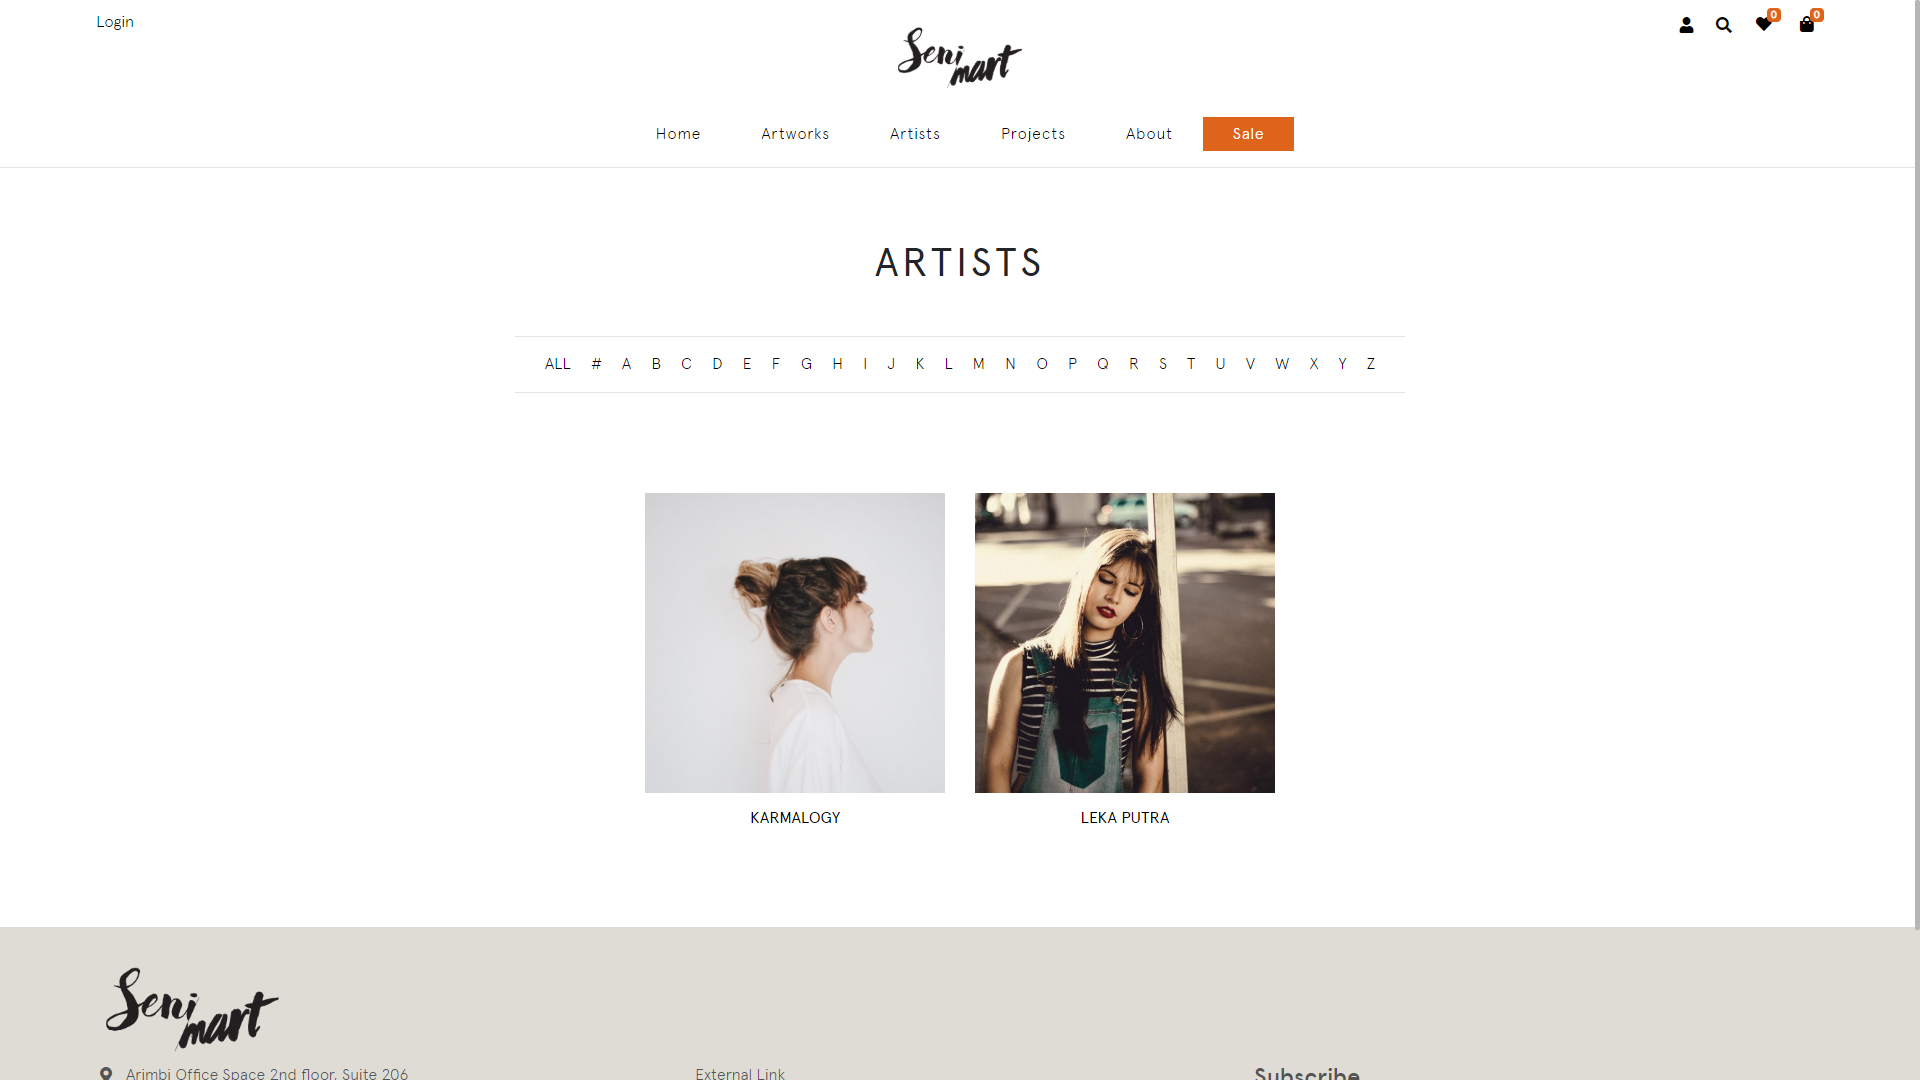 Login
0
0
Seni
mart
Home
Artworks
Artists
Projects
About
Sale
ARTISTS
ALL # A B C D E F G H I J K L M N O P Q R S T U V W X Y Z
KARMALOGY
LEKA PUTRA
Seni
mart
Arimbi Office Space 2nd floor, Suite 206
External Link
Subscribe